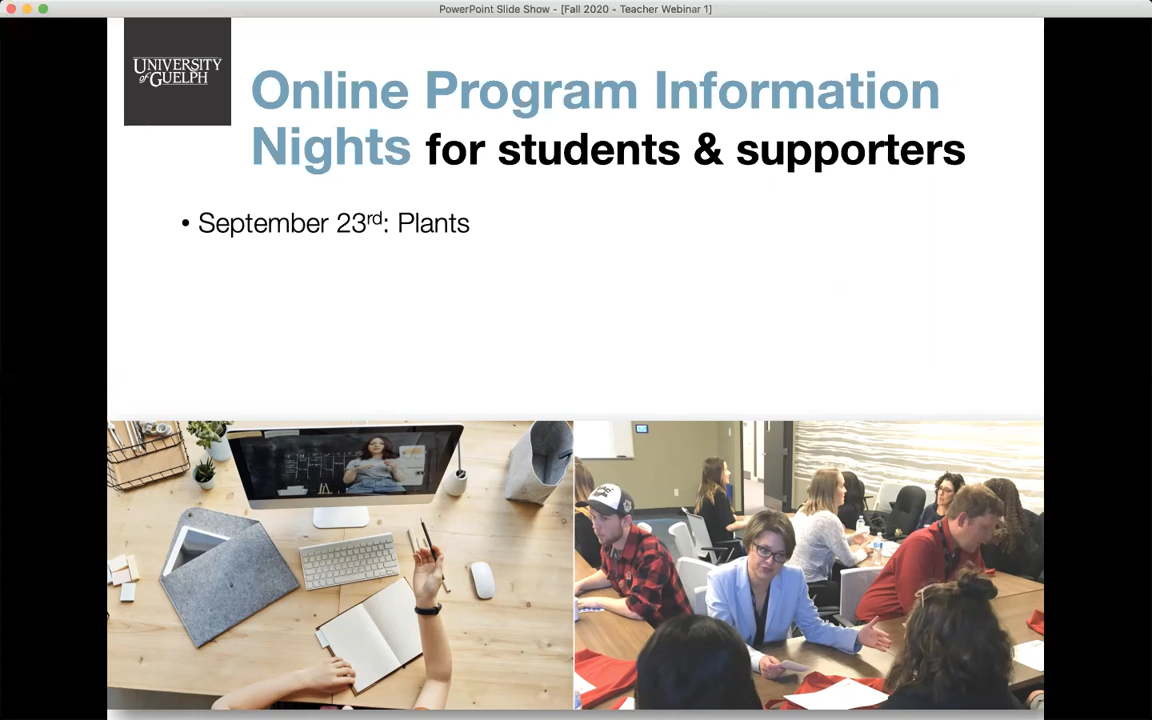 PowerPoint Slide Show - [Fall 2020 - Teacher Webinar 1]
UNIVERSITY
of GUELPH
Online Program Information
Nights for students & supporters
• September 23rd: Plants